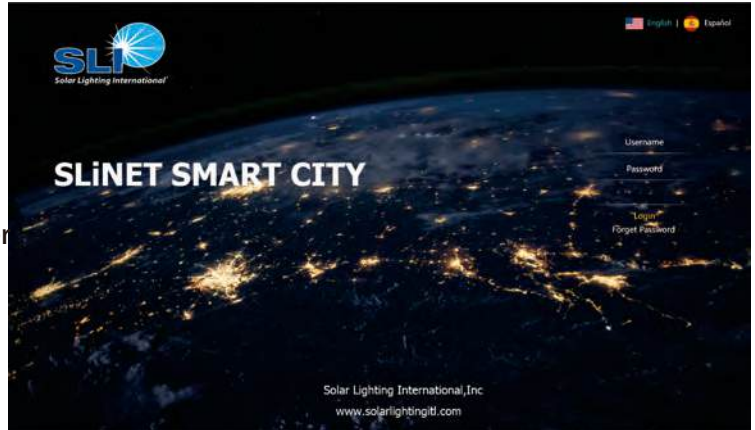 English | Español
SLI
Solar Lighting International
Username
Password
SLiNET SMART CITY
Login
Forget Password
r
Solar Lighting International,Inc
www.solarlightingitl.com